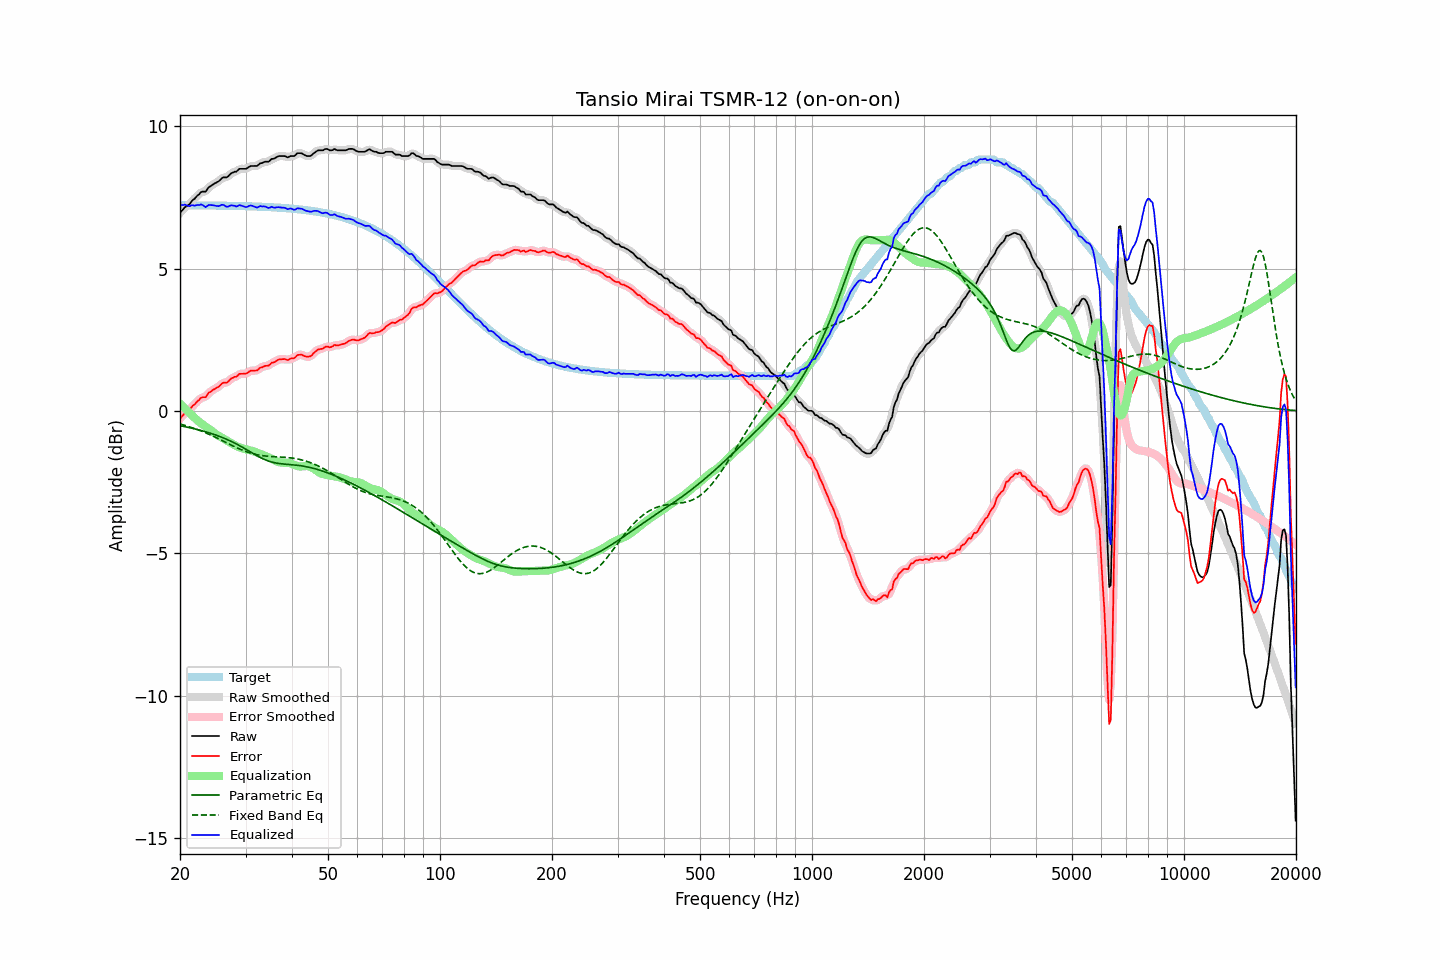 Tansio Mirai TSMR-12 (on-on-on)
10
5
0
−5
−10
−15
Amplitude (dBr)
Target
Raw Smoothed
Error Smoothed
Raw
Error
Equalization
Parametric Eq
Fixed Band Eq
Equalized
20 50 100 200 500 1000 2000 5000 10000 20000
Frequency (Hz)